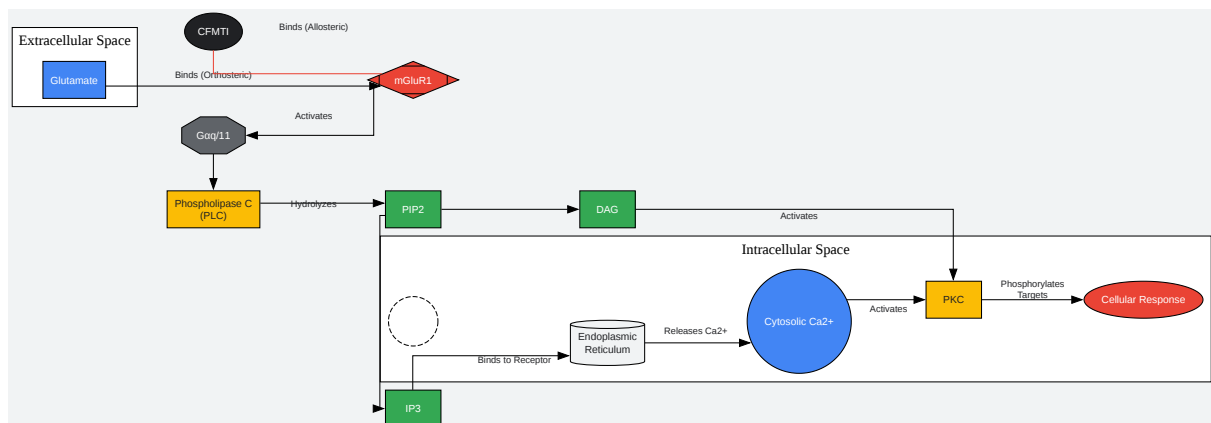 CFMTI
Binds (Allosteric)
Extracellular Space
Glutamate
Binds (Orthosteric)
mGluR1
Activates
Gαq/11
Phospholipase C
(PLC)
Hydrolyzes
PIP2
DAG
Activates
Intracellular Space
Cytosolic Ca2+
Activates
PKC
Phosphorylates
Targets
Cellular Response
Endoplasmic
Reticulum
Releases Ca2+
Binds to Receptor
IP3